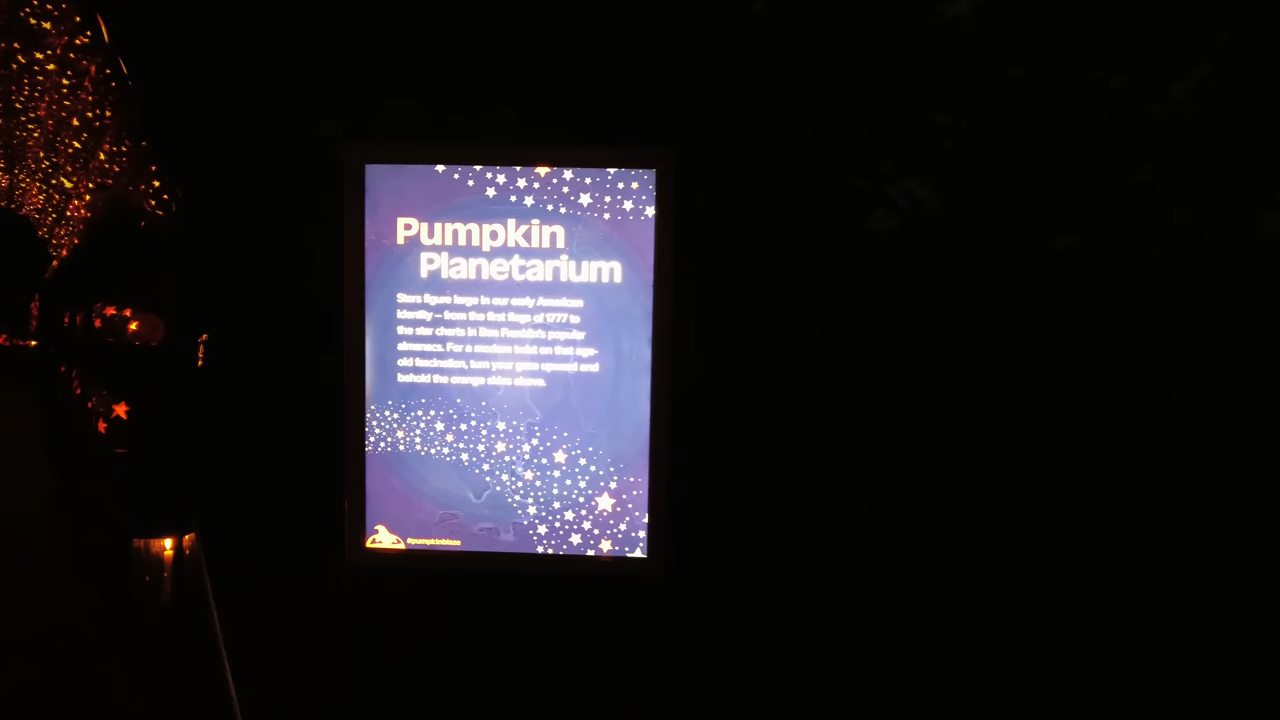 Pumpkin
Planetarium
Stars figure large in our early American
identity – from the first flags of 1777 to
the star charts in Ben Franklin's popular
almanacs. For a modern twist on that age-
old fascination, turn your gaze upward and
behold the orange skies above.
#pumpkinblaze